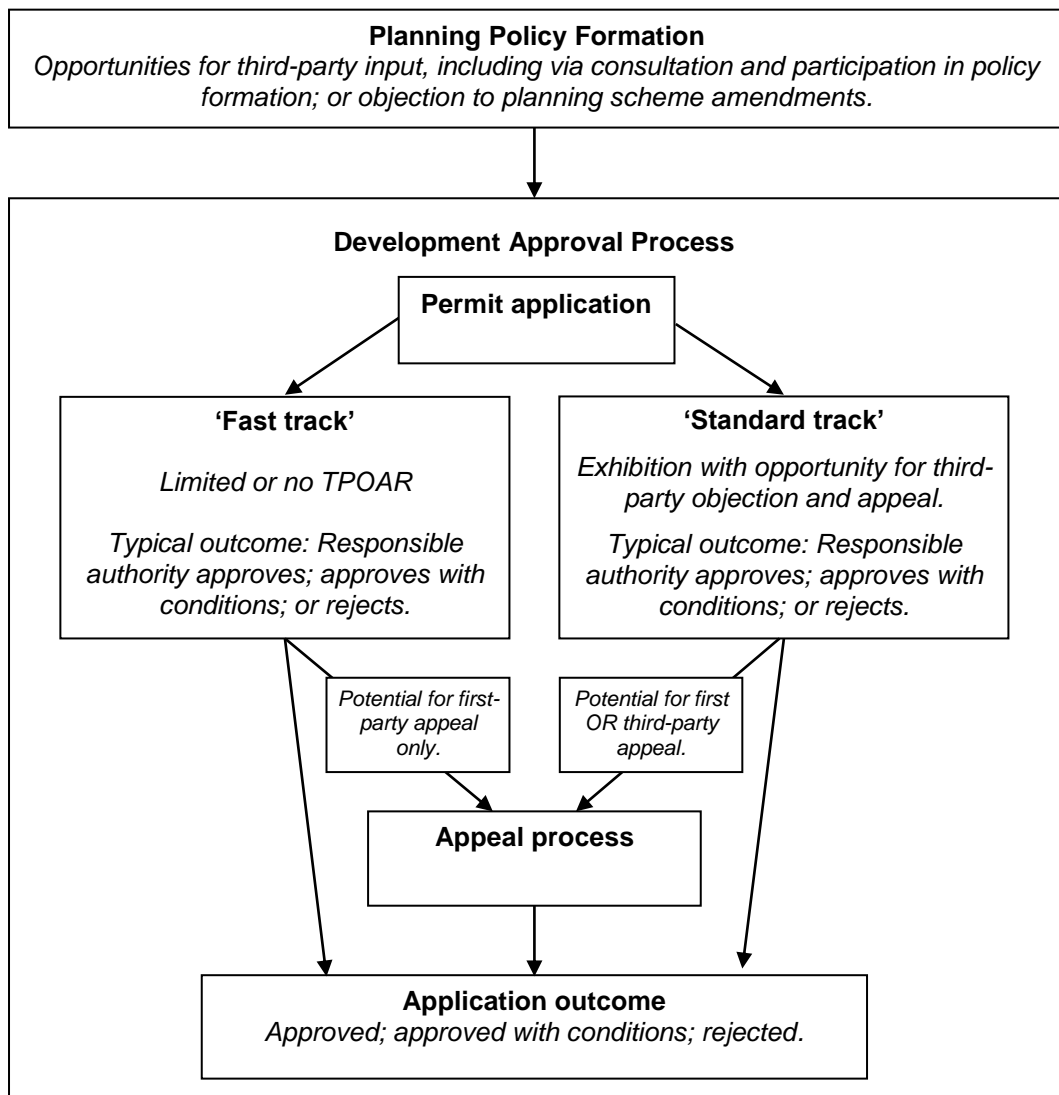 Planning Policy Formation
Opportunities for third-party input, including via consultation and participation in policy
formation; or objection to planning scheme amendments.
Development Approval Process
Permit application
‘Fast track’
Limited or no TPOAR
Typical outcome: Responsible
authority approves; approves with
conditions; or rejects.
‘Standard track’
Exhibition with opportunity for third-
party objection and appeal.
Typical outcome: Responsible
authority approves; approves with
conditions; or rejects.
Potential for first-
party appeal
only.
Potential for first
OR third-party
appeal.
Appeal process
Application outcome
Approved; approved with conditions; rejected.